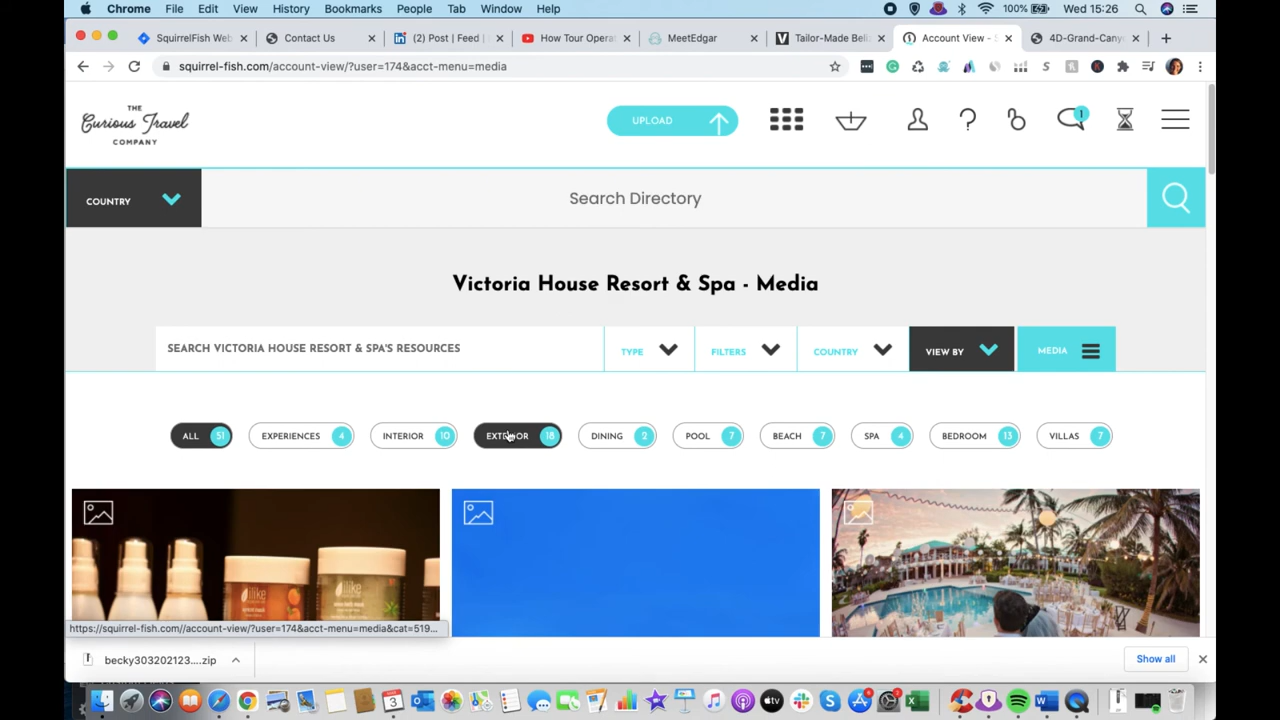 Chrome File Edit View History Bookmarks People Tab Window Help 100% Wed 15:26
SquirrelFish Web Contact Us (2) Post | Feed | How Tour Opera MeetEdgar Tailor-Made Beli Account View - S 4D-Grand-Cany
squirrel-fish.com/account-view/?user=174&acct-menu=media
THE
Curious Travel
COMPANY
UPLOAD
1
COUNTRY
Search Directory
Victoria House Resort & Spa - Media
SEARCH VICTORIA HOUSE RESORT & SPA'S RESOURCES TYPE FILTERS COUNTRY VIEW BY MEDIA
ALL 51 EXPERIENCES 4 INTERIOR 10 EXTERIOR 18 DINING 2 POOL 7 BEACH 7 SPA 4 BEDROOM 13 VILLAS 7
ilike
https://squirrel-fish.com//account-view/?user=174&acct-menu=media&cat=519...
becky303202123....zip
Show all
3